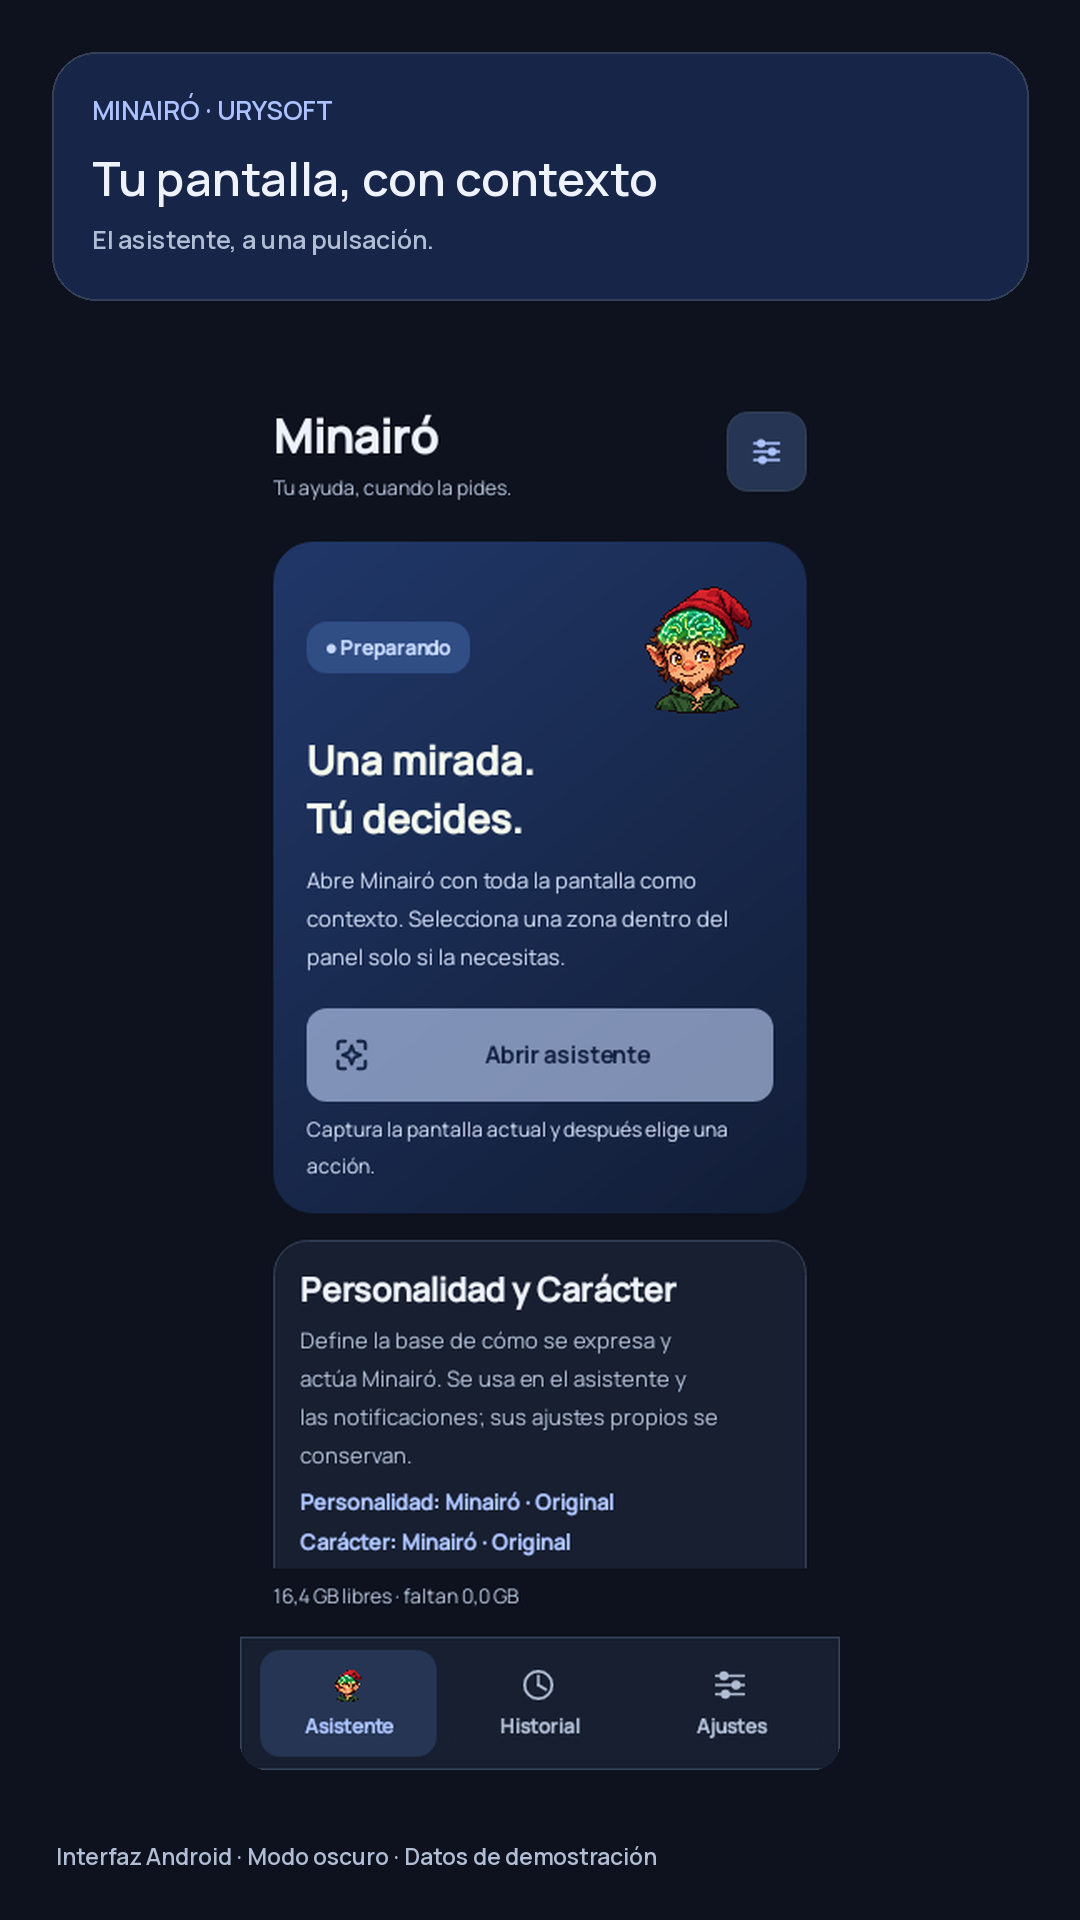 MINAIRÓ · URYSOFT
Tu pantalla, con contexto
El asistente, a una pulsación.
Minairó
Tu ayuda, cuando la pides.
● Preparando
Una mirada.
Tú decides.
Abre Minairó con toda la pantalla como
contexto. Selecciona una zona dentro del
panel solo si la necesitas.
Abrir asistente
Captura la pantalla actual y después elige una
acción.
Personalidad y Carácter
Define la base de cómo se expresa y
actúa Minairó. Se usa en el asistente y
las notificaciones; sus ajustes propios se
conservan.
Personalidad: Minairó · Original
Carácter: Minairó · Original
16,4 GB libres · faltan 0,0 GB
Asistente
Historial
Ajustes
Interfaz Android · Modo oscuro · Datos de demostración